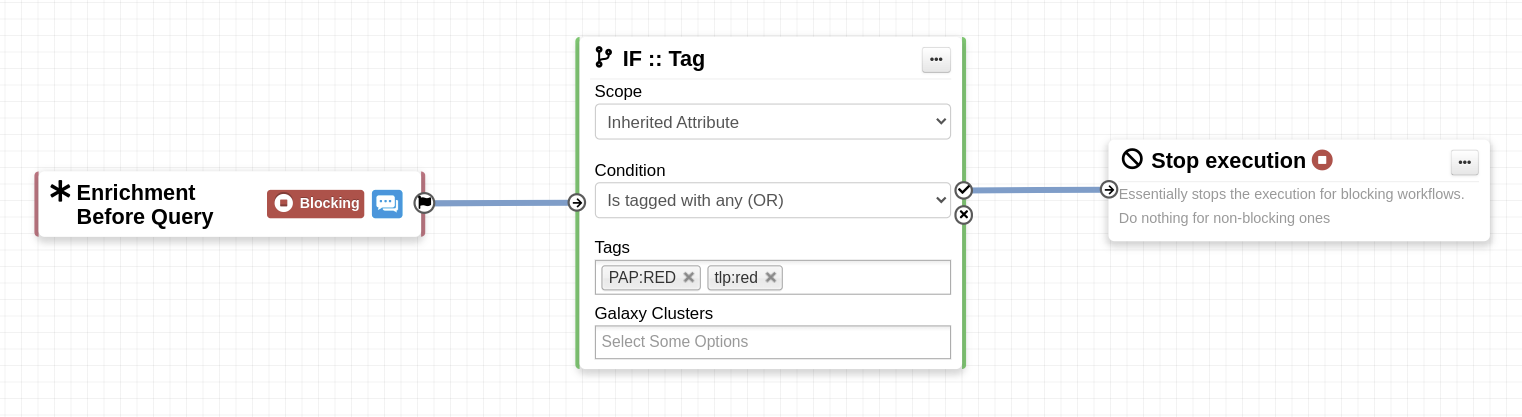 Enrichment
Before Query
Blocking
IF :: Tag
Scope
Inherited Attribute
Condition
Is tagged with any (OR)
Tags
PAP:RED tlp:red
Galaxy Clusters
Select Some Options
Stop execution
Essentially stops the execution for blocking workflows.
Do nothing for non-blocking ones